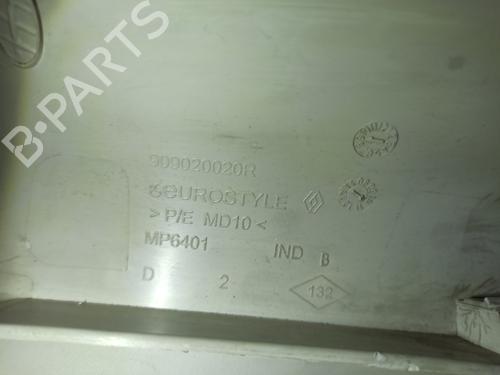 B-PARTS
909020020R
EUROSTYLE
> P/E MD10 <
MP6401 IND B
D 2 132